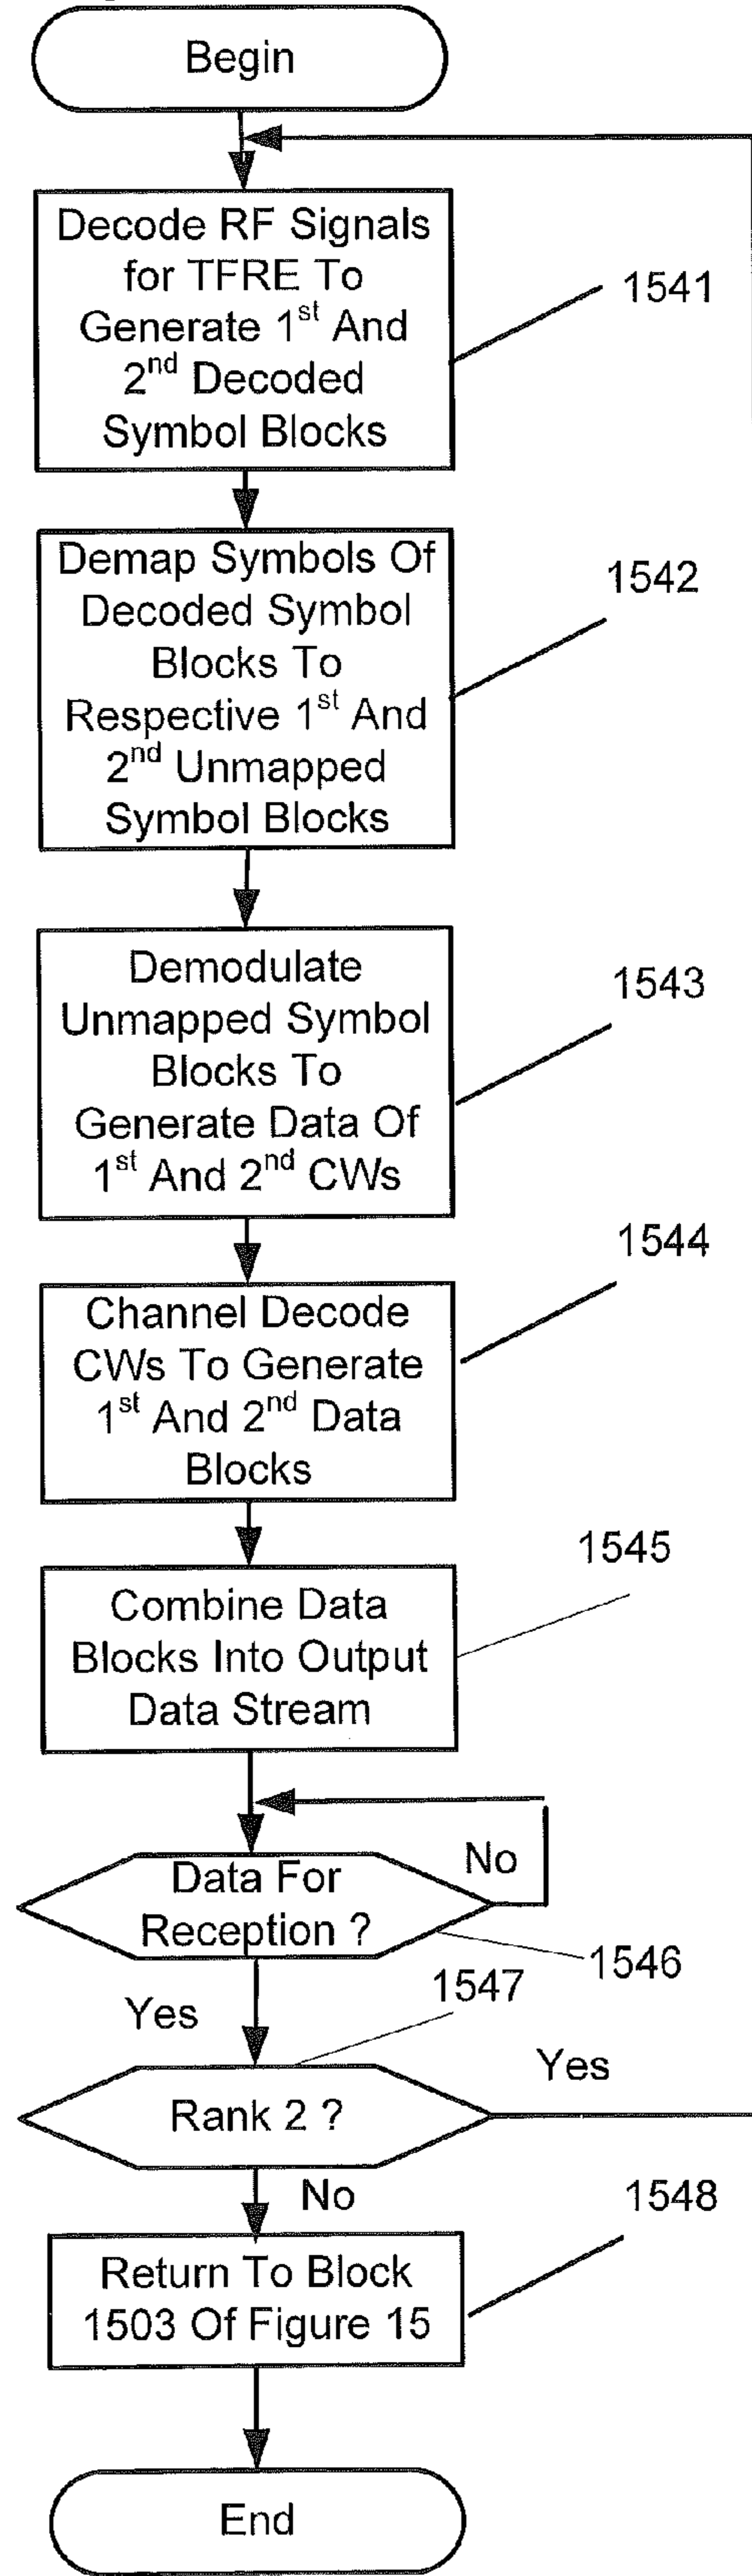 Begin
Decode RF Signals
for TFRE To
Generate 1st And
2nd Decoded
Symbol Blocks
1541
Demap Symbols Of
Decoded Symbol
Blocks To
Respective 1st And
2nd Unmapped
Symbol Blocks
1542
Demodulate
Unmapped Symbol
Blocks To
Generate Data Of
1st And 2nd CWs
1543
Channel Decode
CWs To Generate
1st And 2nd Data
Blocks
1544
Combine Data
Blocks Into Output
Data Stream
1545
Data For
Reception ?
No
1546
Yes
1547
Rank 2 ?
Yes
No
Return To Block
1503 Of Figure 15
1548
End